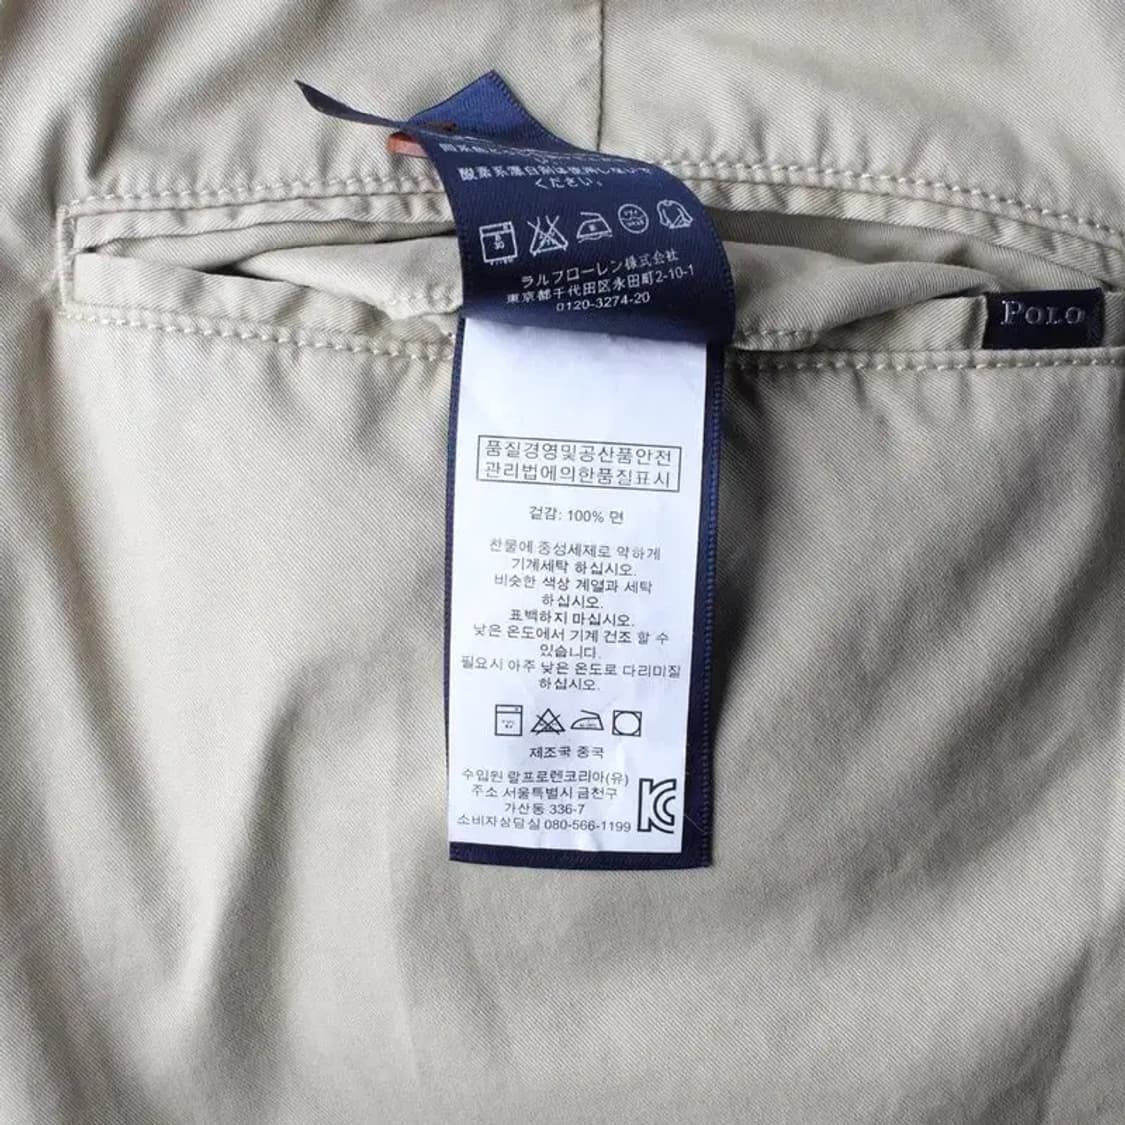 酸素系漂白剤は使用しないで
ください。
ラルフローレン株式会社
東京都千代田区永田町2-10-1
0120-3274-20
POLO
품질경영및공산품안전
관리법에의한품질표시
겉감: 100% 면
찬물에 중성세제로 약하게
기계세탁 하십시오.
비슷한 색상 계열과 세탁
하십시오.
표백하지 마십시오.
낮은 온도에서 기계 건조 할 수
있습니다.
필요시 아주 낮은 온도로 다리미질
하십시오.
제조국 중국
수입원 랄프로렌코리아(유)
주소 서울특별시 금천구
가산동 336-7
소비자상담실 080-566-1199